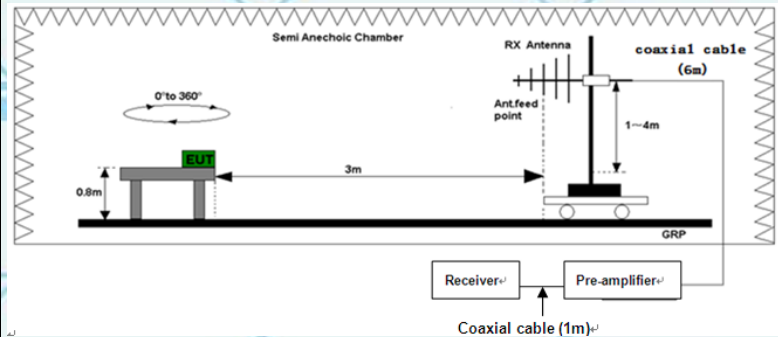 Semi Anechoic Chamber
RX Antenna
coaxial cable
(6m)
0°to 360°
Ant.feed
point
1~4m
EUT
3m
0.8m
GRP
Receiver
Pre-amplifier
Coaxial cable (1m)